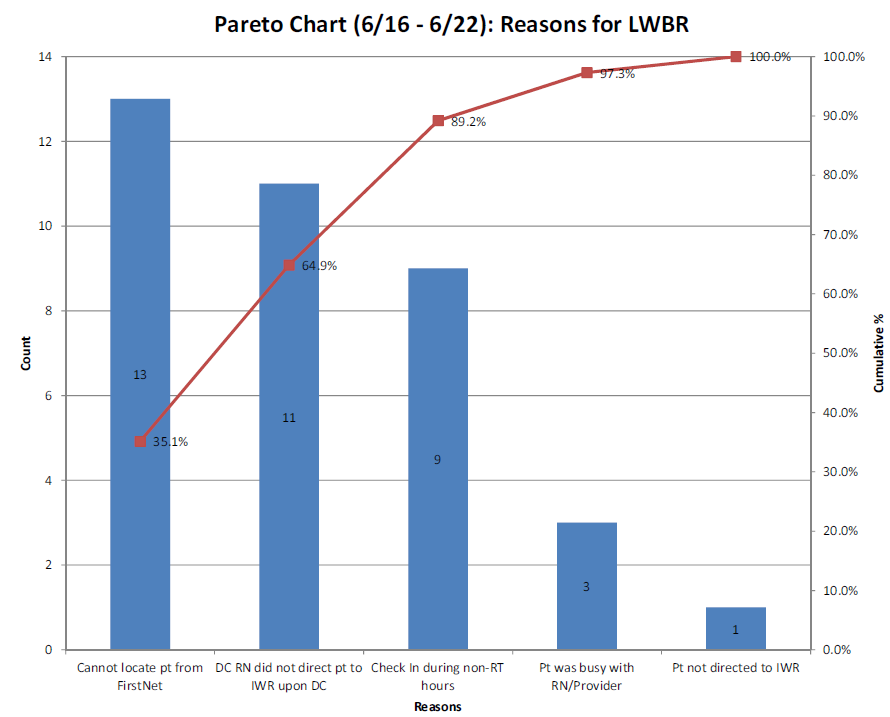 Pareto Chart (6/16 - 6/22): Reasons for LWBR
14
12
10
8
6
4
2
0
Count
13
11
9
3
1
35.1%
64.9%
89.2%
97.3%
100.0%
100.0%
90.0%
80.0%
70.0%
60.0%
50.0%
40.0%
30.0%
20.0%
10.0%
0.0%
Cumulative %
Cannot locate pt from
FirstNet
DC RN did not direct pt to
IWR upon DC
Check In during non-RT
hours
Pt was busy with
RN/Provider
Pt not directed to IWR
Reasons